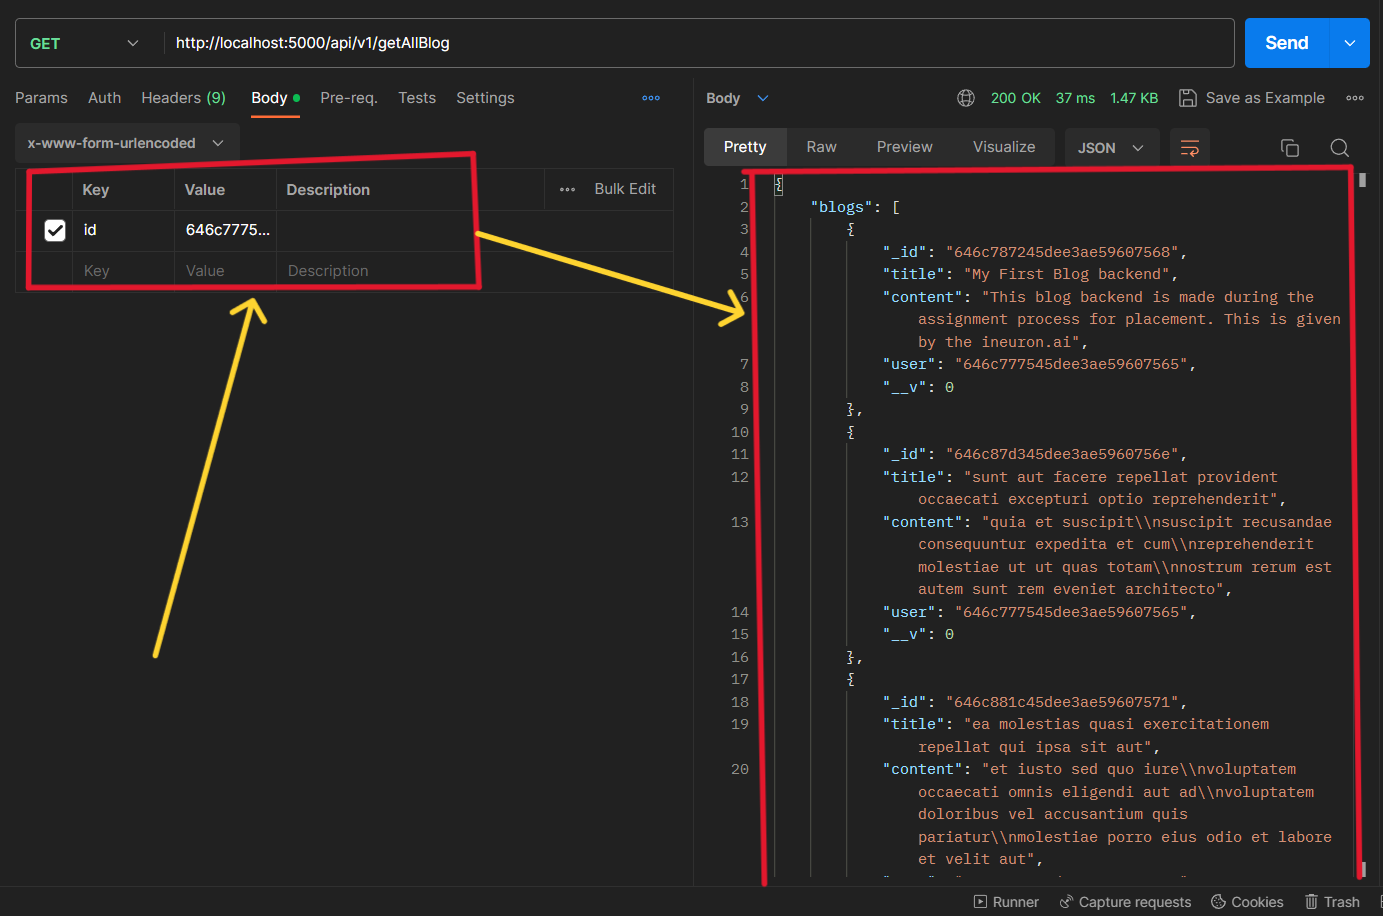 GET http://localhost:5000/api/v1/getAllBlog Send
Params Auth Headers (9) Body Pre-req. Tests Settings
x-www-form-urlencoded
Key Value Description Bulk Edit
id 646c7775...
Key Value Description
Body 200 OK 37 ms 1.47 KB Save as Example
Pretty Raw Preview Visualize JSON
1 {
2 "blogs": [
3 {
4 "_id": "646c787245dee3ae59607568",
5 "title": "My First Blog backend",
6 "content": "This blog backend is made during the
assignment process for placement. This is given
by the ineuron.ai",
7 "user": "646c777545dee3ae59607565",
8 "__v": 0
9 },
10 {
11 "_id": "646c87d345dee3ae5960756e",
12 "title": "sunt aut facere repellat provident
occaecati excepturi optio reprehenderit",
13 "content": "quia et suscipit\\nsuscipit recusandae
consequuntur expedita et cum\\nreprehenderit
molestiae ut ut quas totam\\nnostrum rerum est
autem sunt rem eveniet architecto",
14 "user": "646c777545dee3ae59607565",
15 "__v": 0
16 },
17 {
18 "_id": "646c881c45dee3ae59607571",
19 "title": "ea molestias quasi exercitationem
repellat qui ipsa sit aut",
20 "content": "et iusto sed quo iure\\nvoluptatem
occaecati omnis eligendi aut ad\\nvoluptatem
doloribus vel accusantium quis
pariatur\\nmolestiae porro eius odio et labore
et velit aut",
Runner Capture requests Cookies Trash